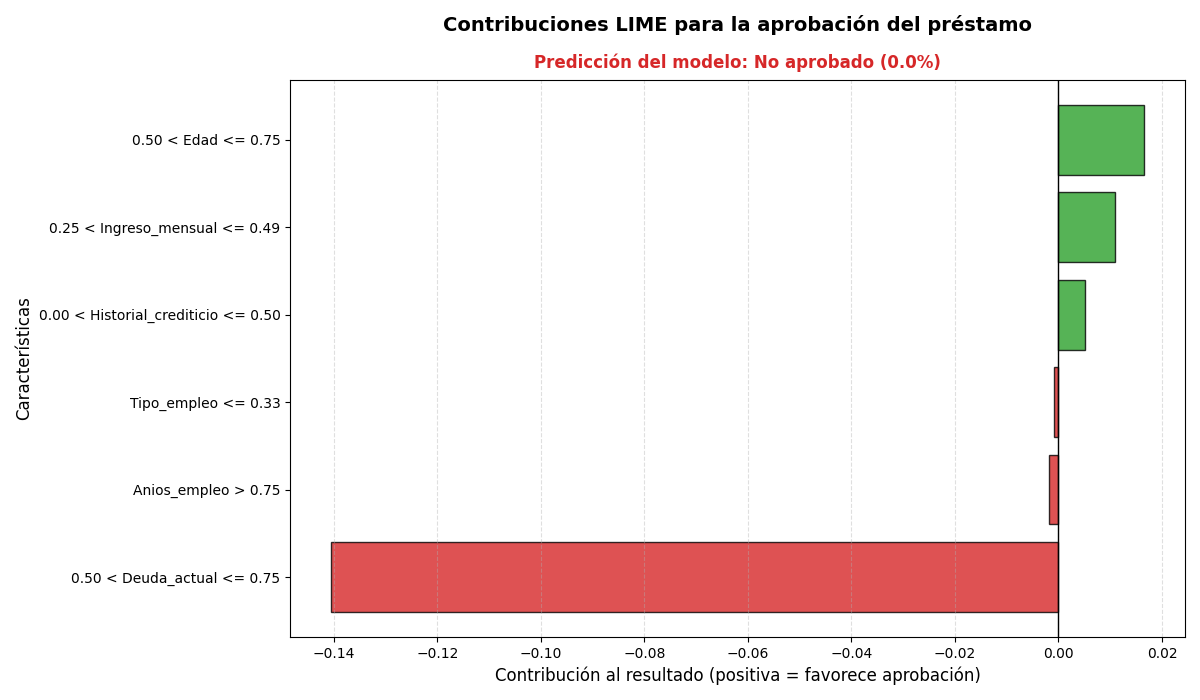 Contribuciones LIME para la aprobación del préstamo
Predicción del modelo: No aprobado (0.0%)
Características
0.50 < Edad <= 0.75
0.25 < Ingreso_mensual <= 0.49
0.00 < Historial_crediticio <= 0.50
Tipo_empleo <= 0.33
Anios_empleo > 0.75
0.50 < Deuda_actual <= 0.75
−0.14 −0.12 −0.10 −0.08 −0.06 −0.04 −0.02 0.00 0.02
Contribución al resultado (positiva = favorece aprobación)